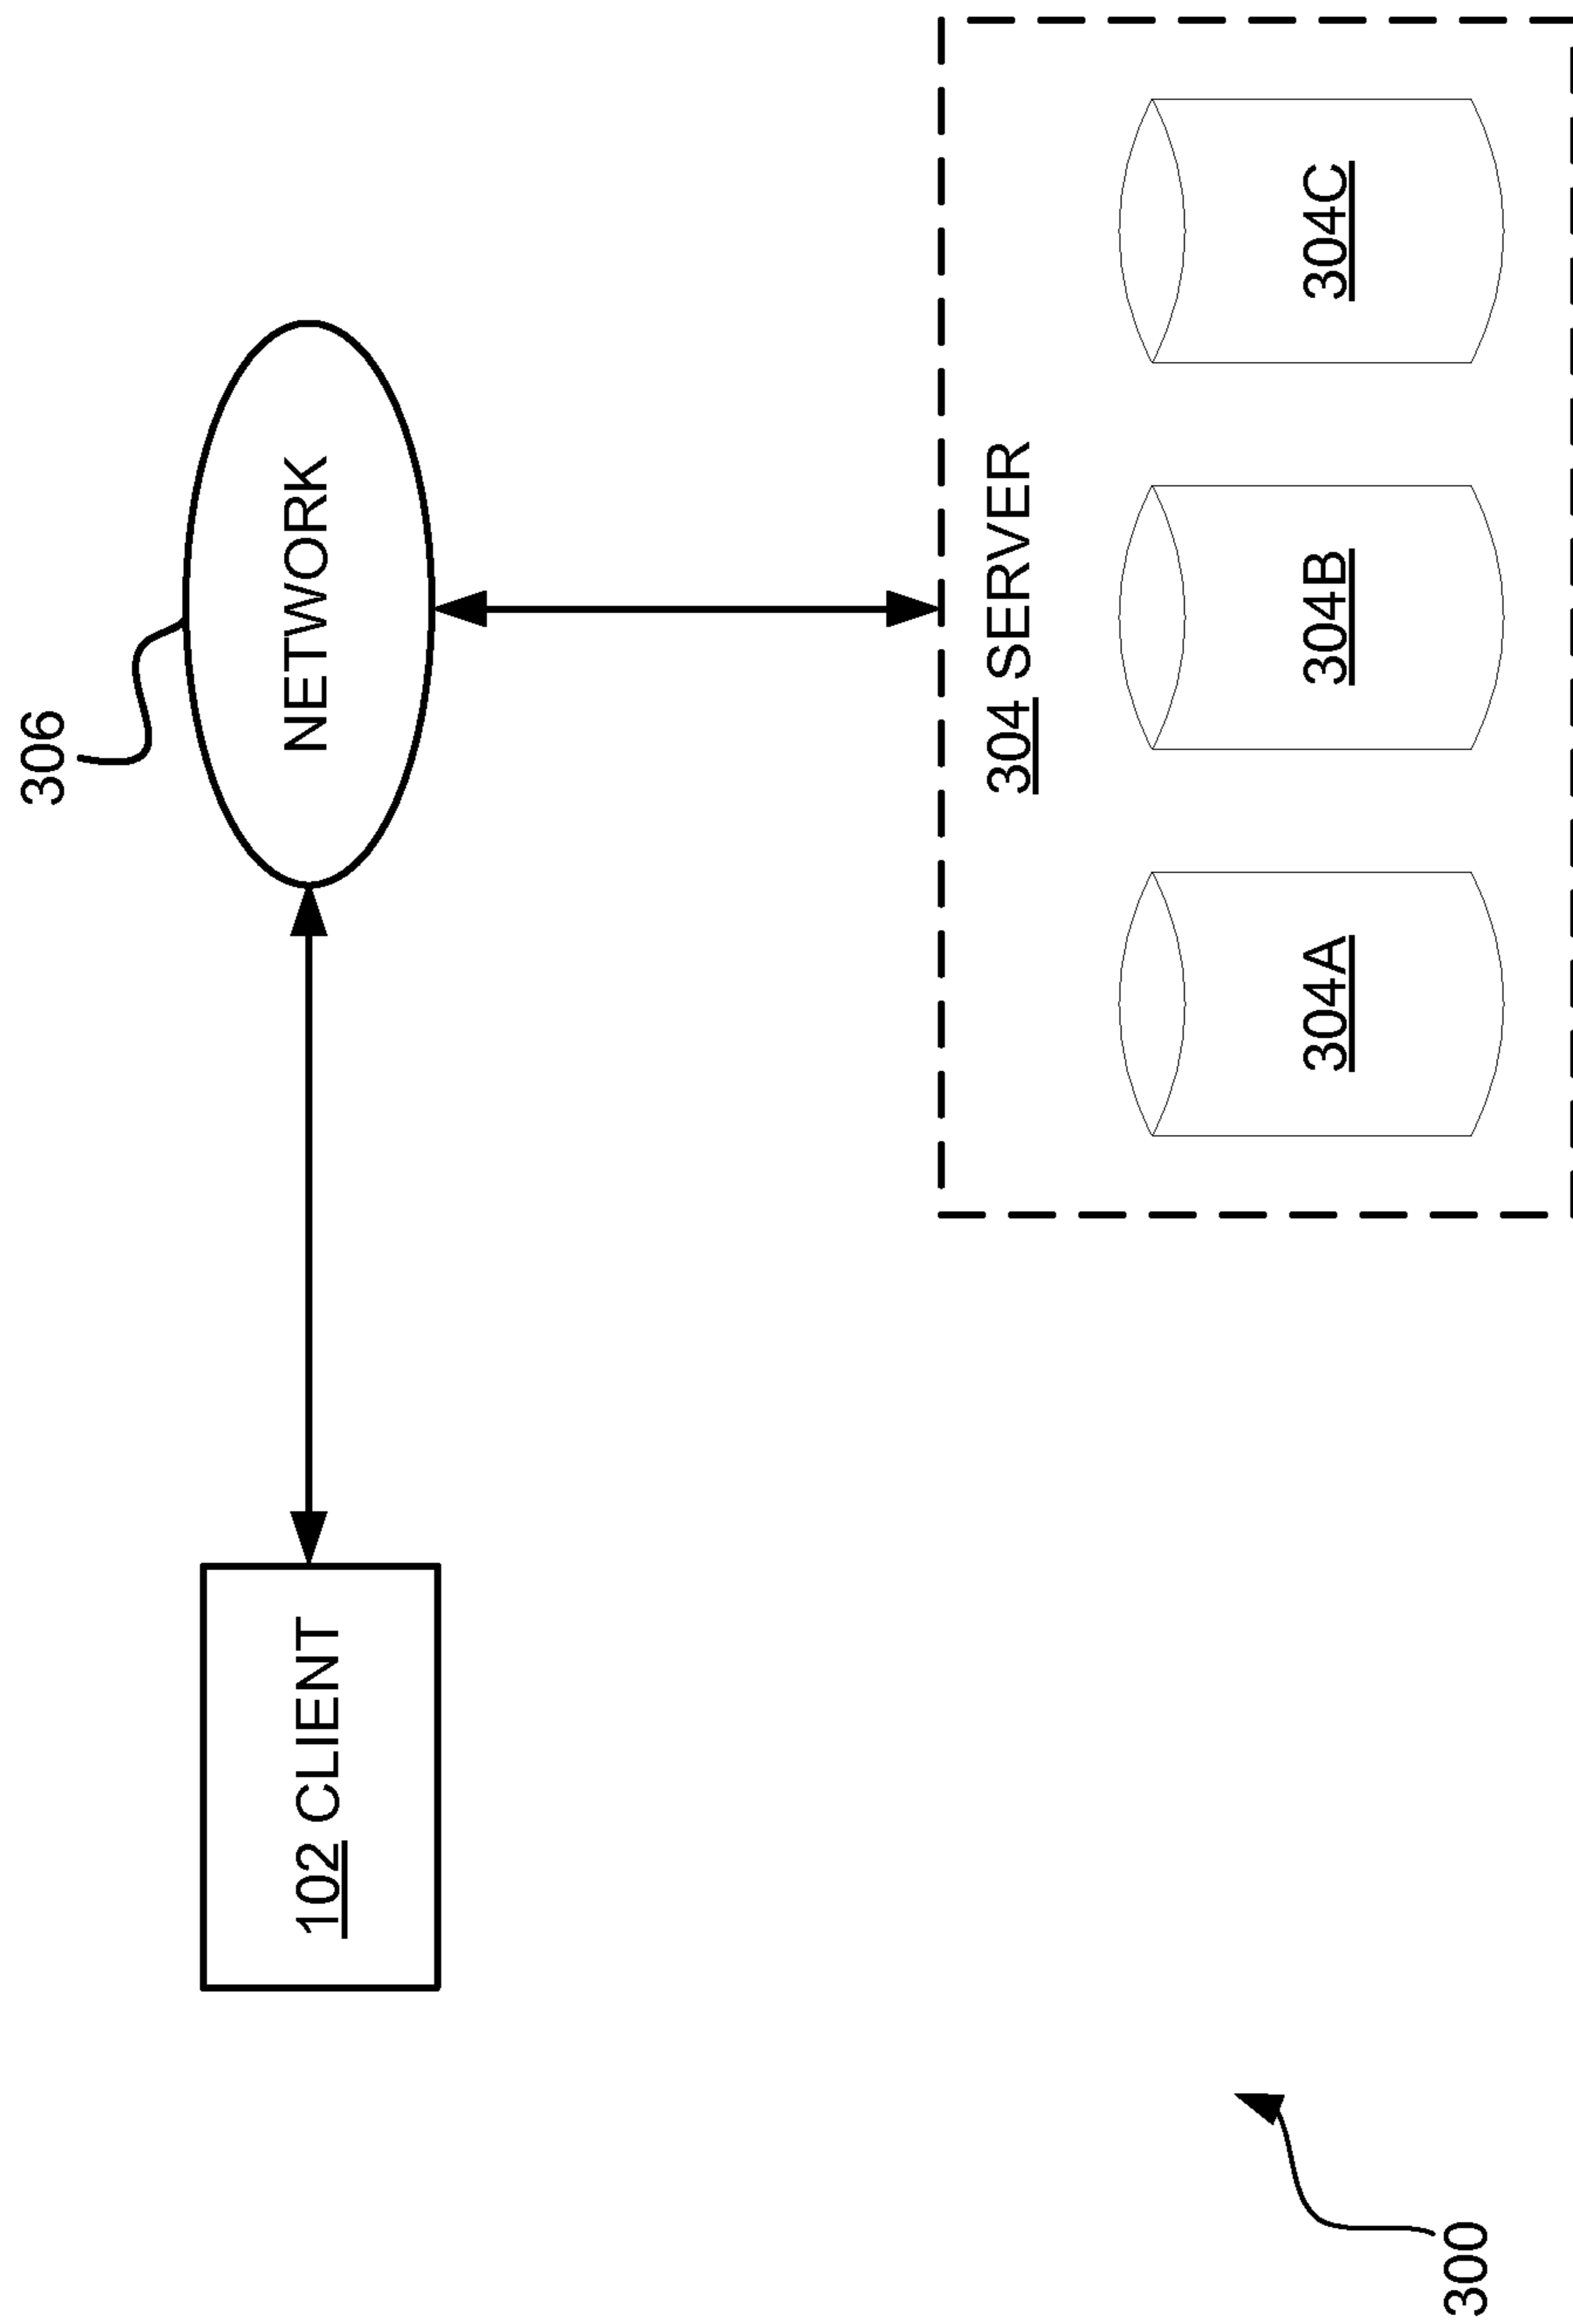 306
NETWORK
102 CLIENT
304 SERVER
304A
304B
304C
300